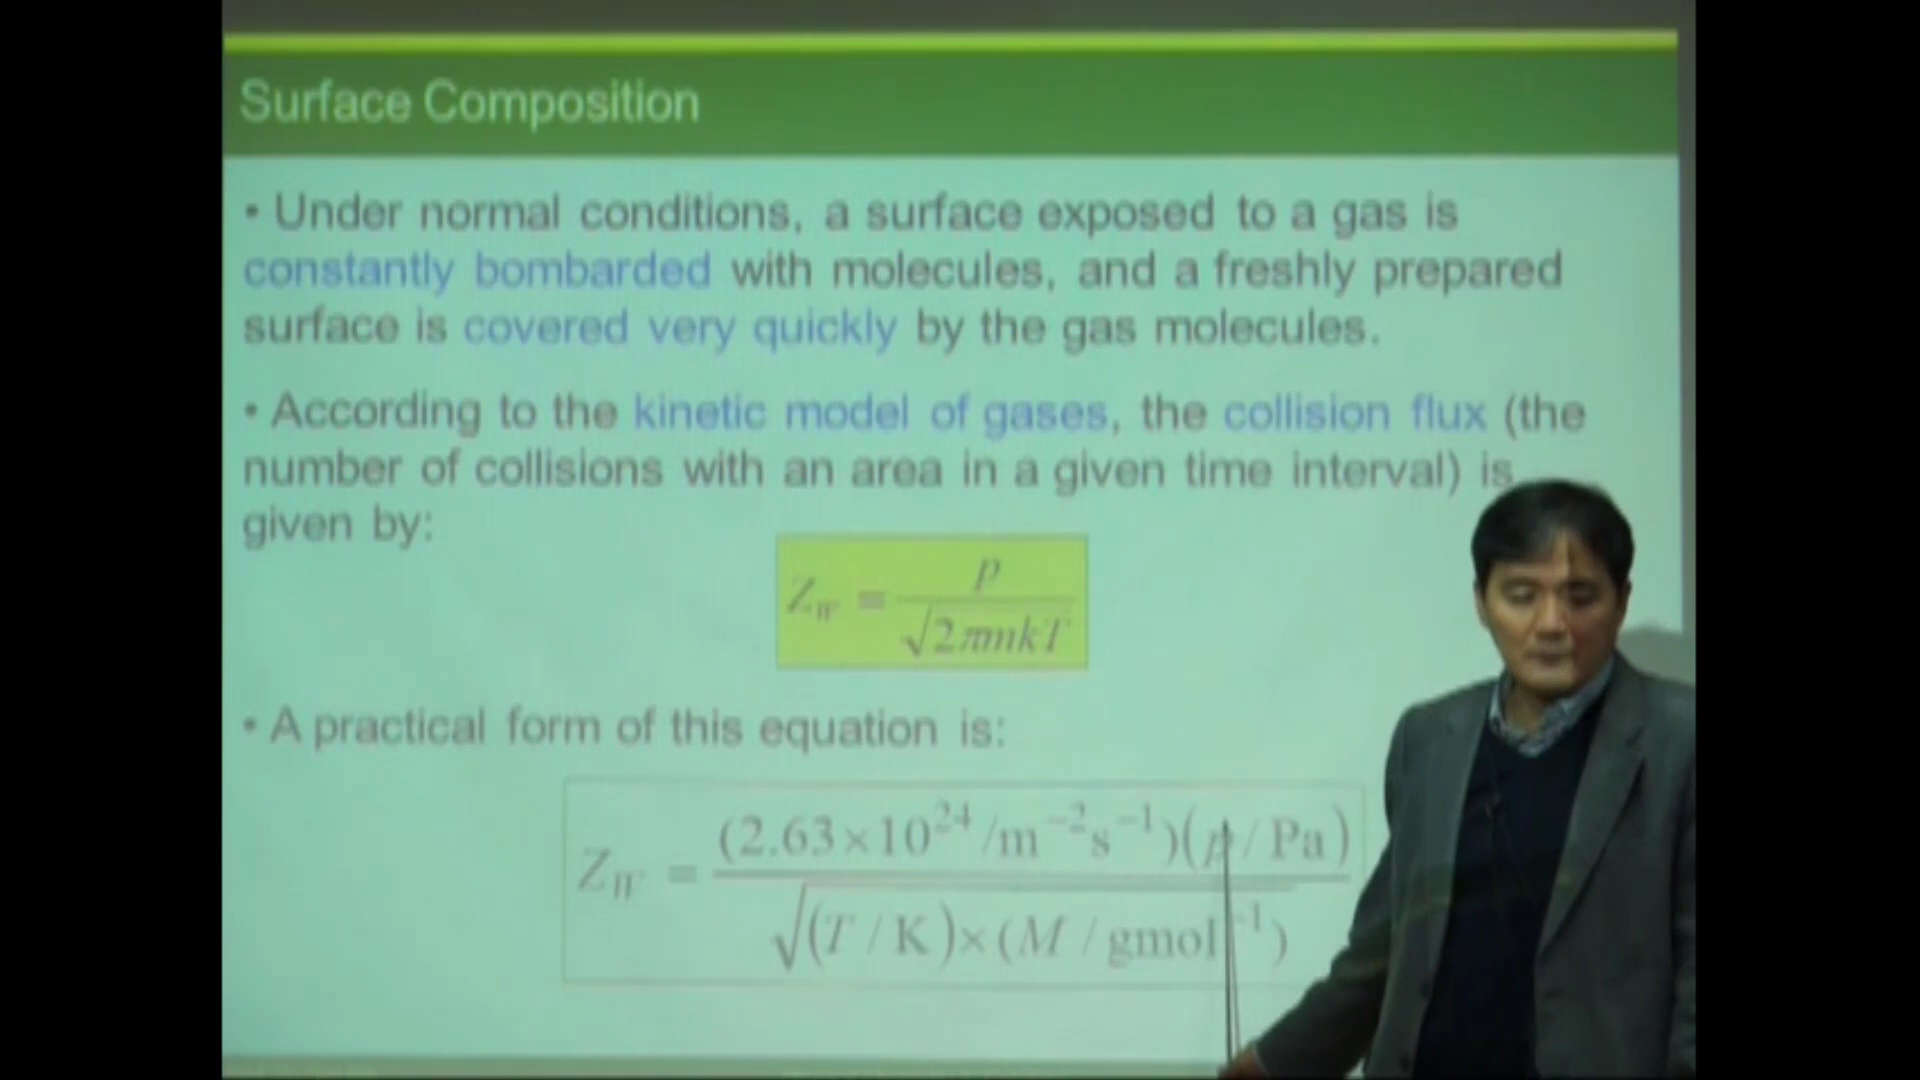 Surface Composition
• Under normal conditions, a surface exposed to a gas is
constantly bombarded with molecules, and a freshly prepared
surface is covered very quickly by the gas molecules.
• According to the kinetic model of gases, the collision flux (the
number of collisions with an area in a given time interval) is
given by:
Z_W = p / √(2πmkT)
• A practical form of this equation is:
Z_W = (2.63×10²⁴/m⁻²s⁻¹)(p/Pa) / √((T/K)×(M/gmol⁻¹))